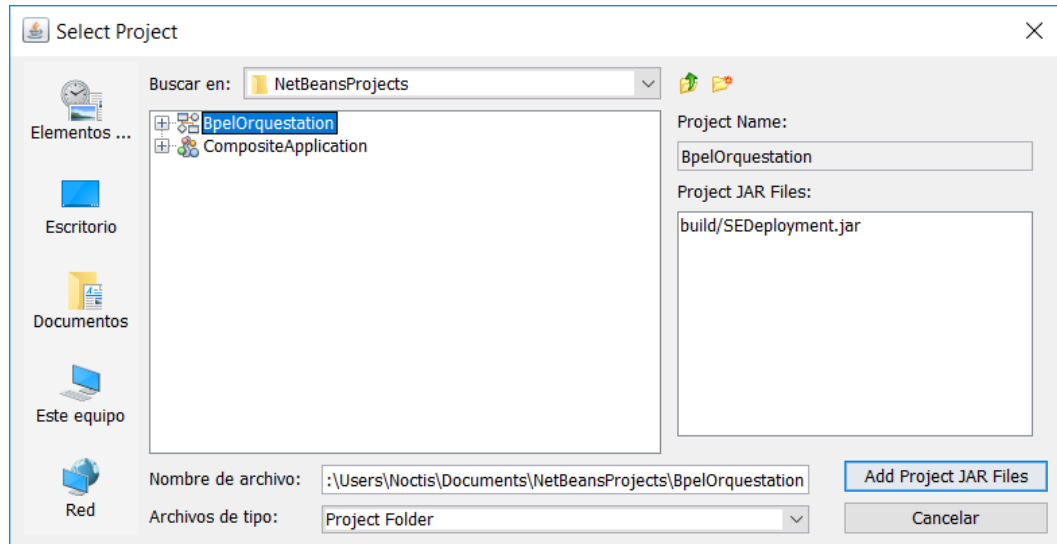 Select Project
Buscar en:
NetBeansProjects
Elementos ...
Escritorio
Documentos
Este equipo
Red
BpelOrquestation
CompositeApplication
Project Name:
BpelOrquestation
Project JAR Files:
build/SEDeployment.jar
Nombre de archivo:
:\Users\Noctis\Documents\NetBeansProjects\BpelOrquestation
Add Project JAR Files
Archivos de tipo:
Project Folder
Cancelar